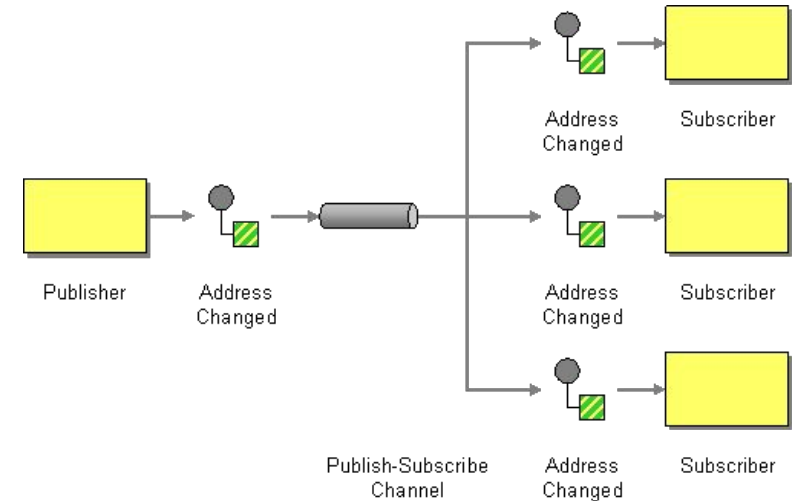 Address
Changed
Subscriber
Publisher
Address
Changed
Address
Changed
Subscriber
Publish-Subscribe
Channel
Address
Changed
Subscriber